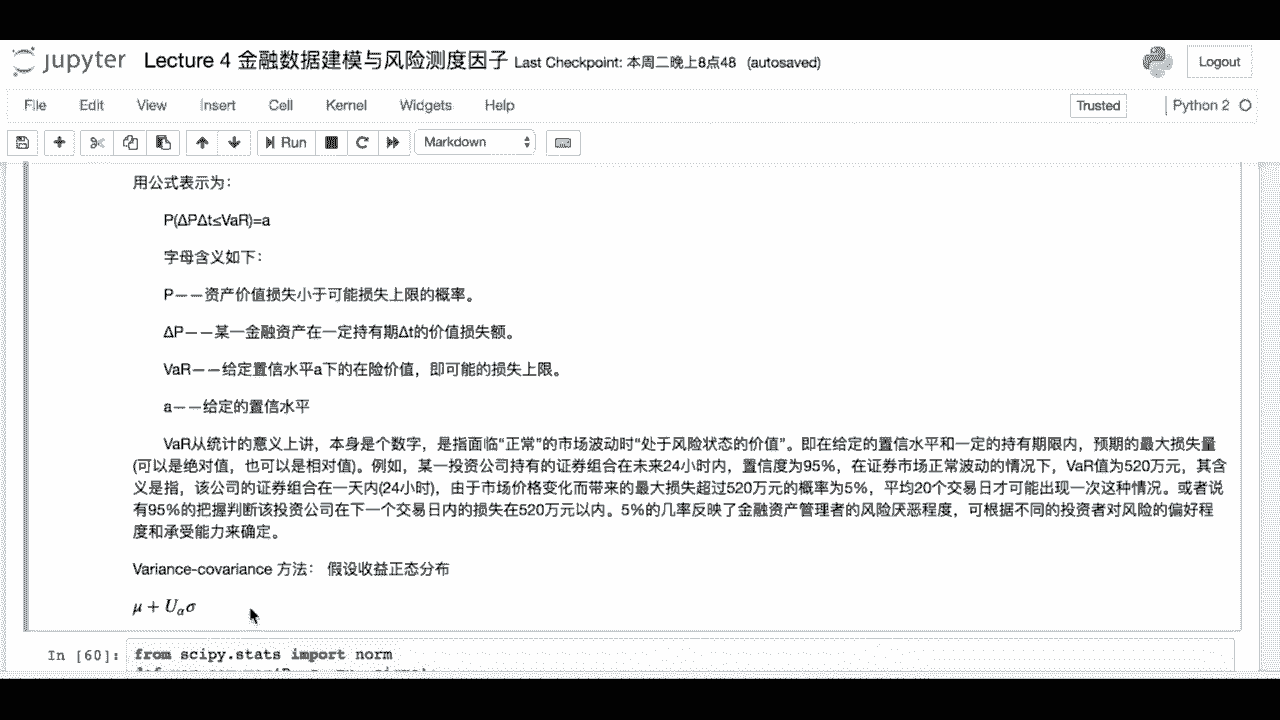 jupyter Lecture 4 金融数据建模与风险测度因子 Last Checkpoint: 本周二晚上8点48 (autosaved) Logout
File Edit View Insert Cell Kernel Widgets Help Trusted Python 2
Run Markdown
用公式表示为：
P(ΔPΔt≤VaR)=a
字母含义如下：
P——资产价值损失小于可能损失上限的概率。
ΔP——某一金融资产在一定持有期Δt的价值损失额。
VaR——给定置信水平a下的在险价值，即可能的损失上限。
a——给定的置信水平
VaR从统计的意义上讲，本身是个数字，是指面临“正常”的市场波动时“处于风险状态的价值”。即在给定的置信水平和一定的持有期限内，预期的最大损失量
(可以是绝对值，也可以是相对值)。例如，某一投资公司持有的证券组合在未来24小时内，置信度为95%，在证券市场正常波动的情况下，VaR值为520万元，其含
义是指，该公司的证券组合在一天内(24小时)，由于市场价格变化而带来的最大损失超过520万元的概率为5%，平均20个交易日才可能出现一次这种情况。或者说
有95%的把握判断该投资公司在下一个交易日内的损失在520万元以内。5%的几率反映了金融资产管理者的风险厌恶程度，可根据不同的投资者对风险的偏好程
度和承受能力来确定。
Variance-covariance 方法： 假设收益正态分布
μ + Uₐσ
In [60]: from scipy.stats import norm